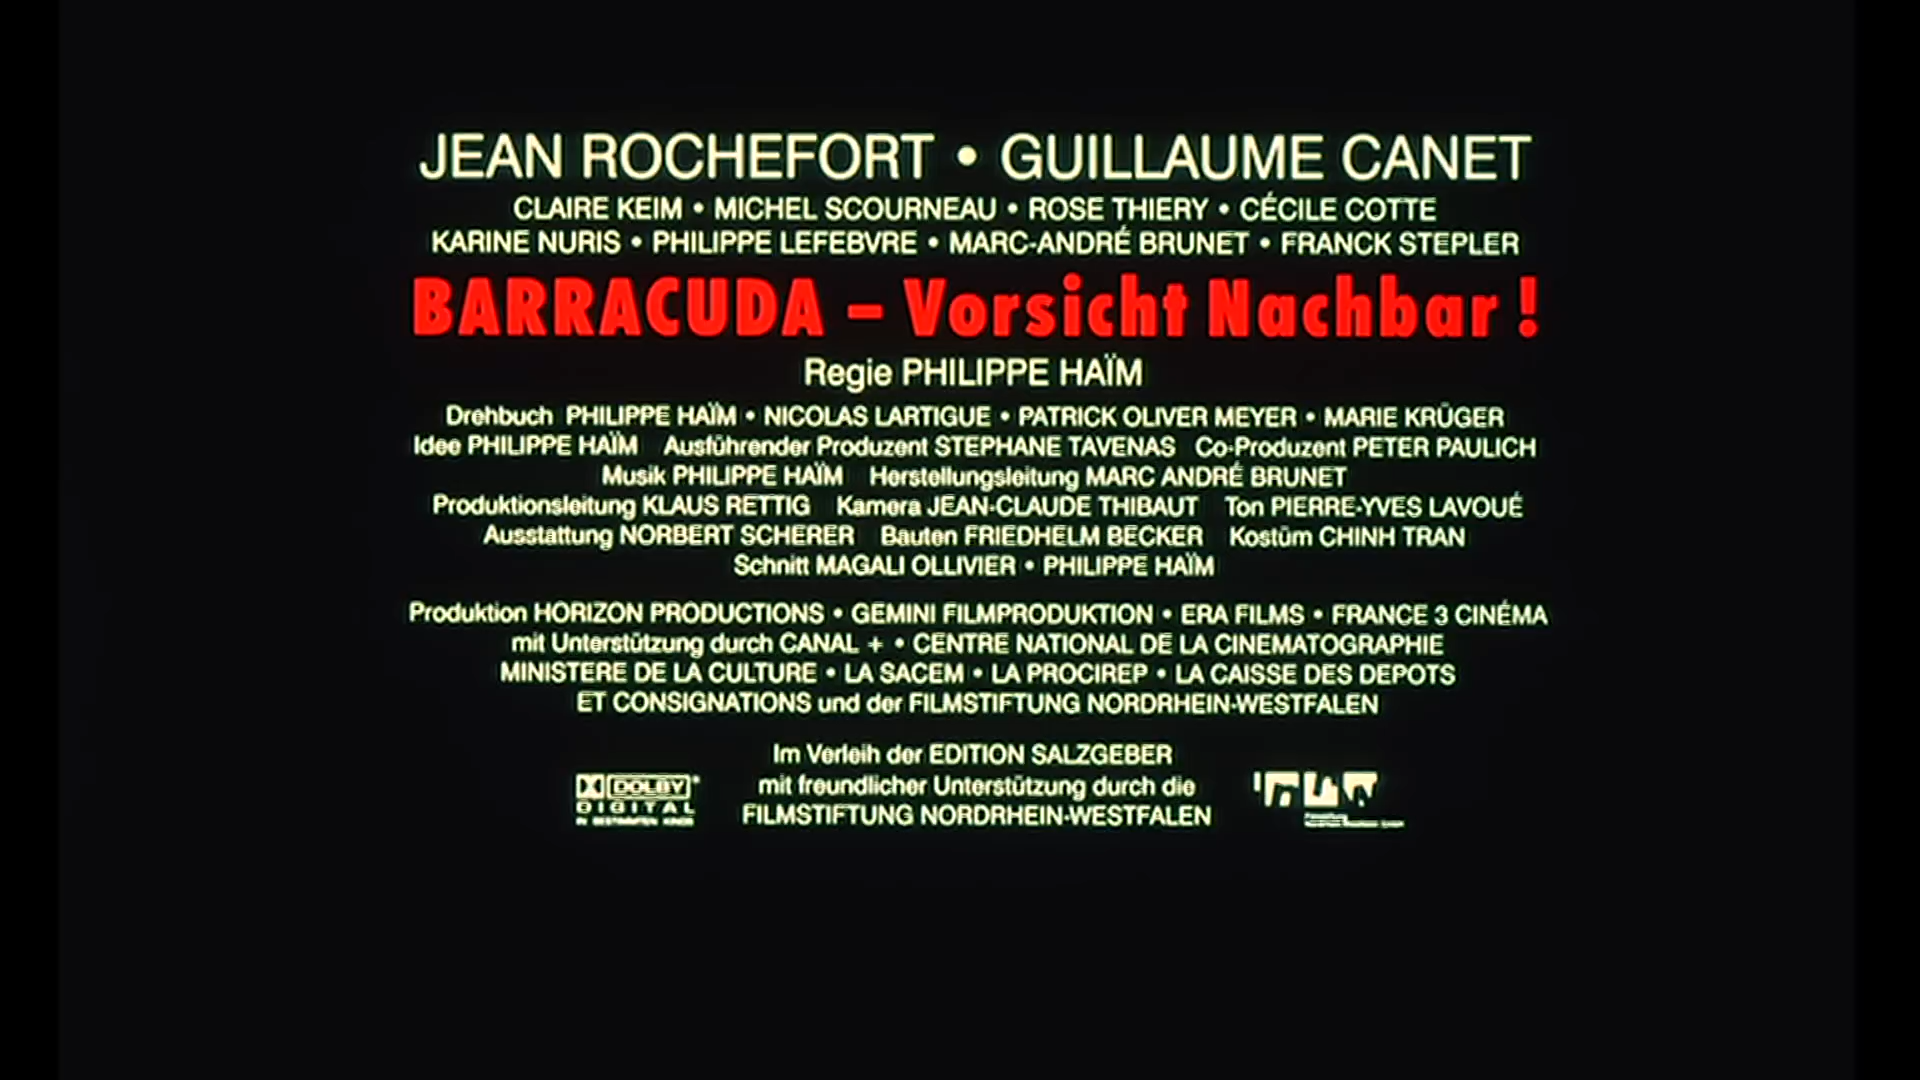 JEAN ROCHEFORT • GUILLAUME CANET
CLAIRE KEIM • MICHEL SCOURNEAU • ROSE THIERY • CÉCILE COTTE
KARINE NURIS • PHILIPPE LEFEBVRE • MARC-ANDRÉ BRUNET • FRANCK STEPLER
BARRACUDA – Vorsicht Nachbar !
Regie PHILIPPE HAÏM
Drehbuch PHILIPPE HAÏM • NICOLAS LARTIGUE • PATRICK OLIVER MEYER • MARIE KRÜGER
Idee PHILIPPE HAÏM Ausführender Produzent STEPHANE TAVENAS Co-Produzent PETER PAULICH
Musik PHILIPPE HAÏM Herstellungsleitung MARC ANDRÉ BRUNET
Produktionsleitung KLAUS RETTIG Kamera JEAN-CLAUDE THIBAUT Ton PIERRE-YVES LAVOUÉ
Ausstattung NORBERT SCHERER Bauten FRIEDHELM BECKER Kostüm CHINH TRAN
Schnitt MAGALI OLLIVIER • PHILIPPE HAÏM
Produktion HORIZON PRODUCTIONS • GEMINI FILMPRODUKTION • ERA FILMS • FRANCE 3 CINÉMA
mit Unterstützung durch CANAL + • CENTRE NATIONAL DE LA CINEMATOGRAPHIE
MINISTERE DE LA CULTURE • LA SACEM • LA PROCIREP • LA CAISSE DES DEPOTS
ET CONSIGNATIONS und der FILMSTIFTUNG NORDRHEIN-WESTFALEN
Im Verleih der EDITION SALZGEBER
mit freundlicher Unterstützung durch die
FILMSTIFTUNG NORDRHEIN-WESTFALEN
DOLBY
DIGITAL
IN BESTIMMTEN KINOS